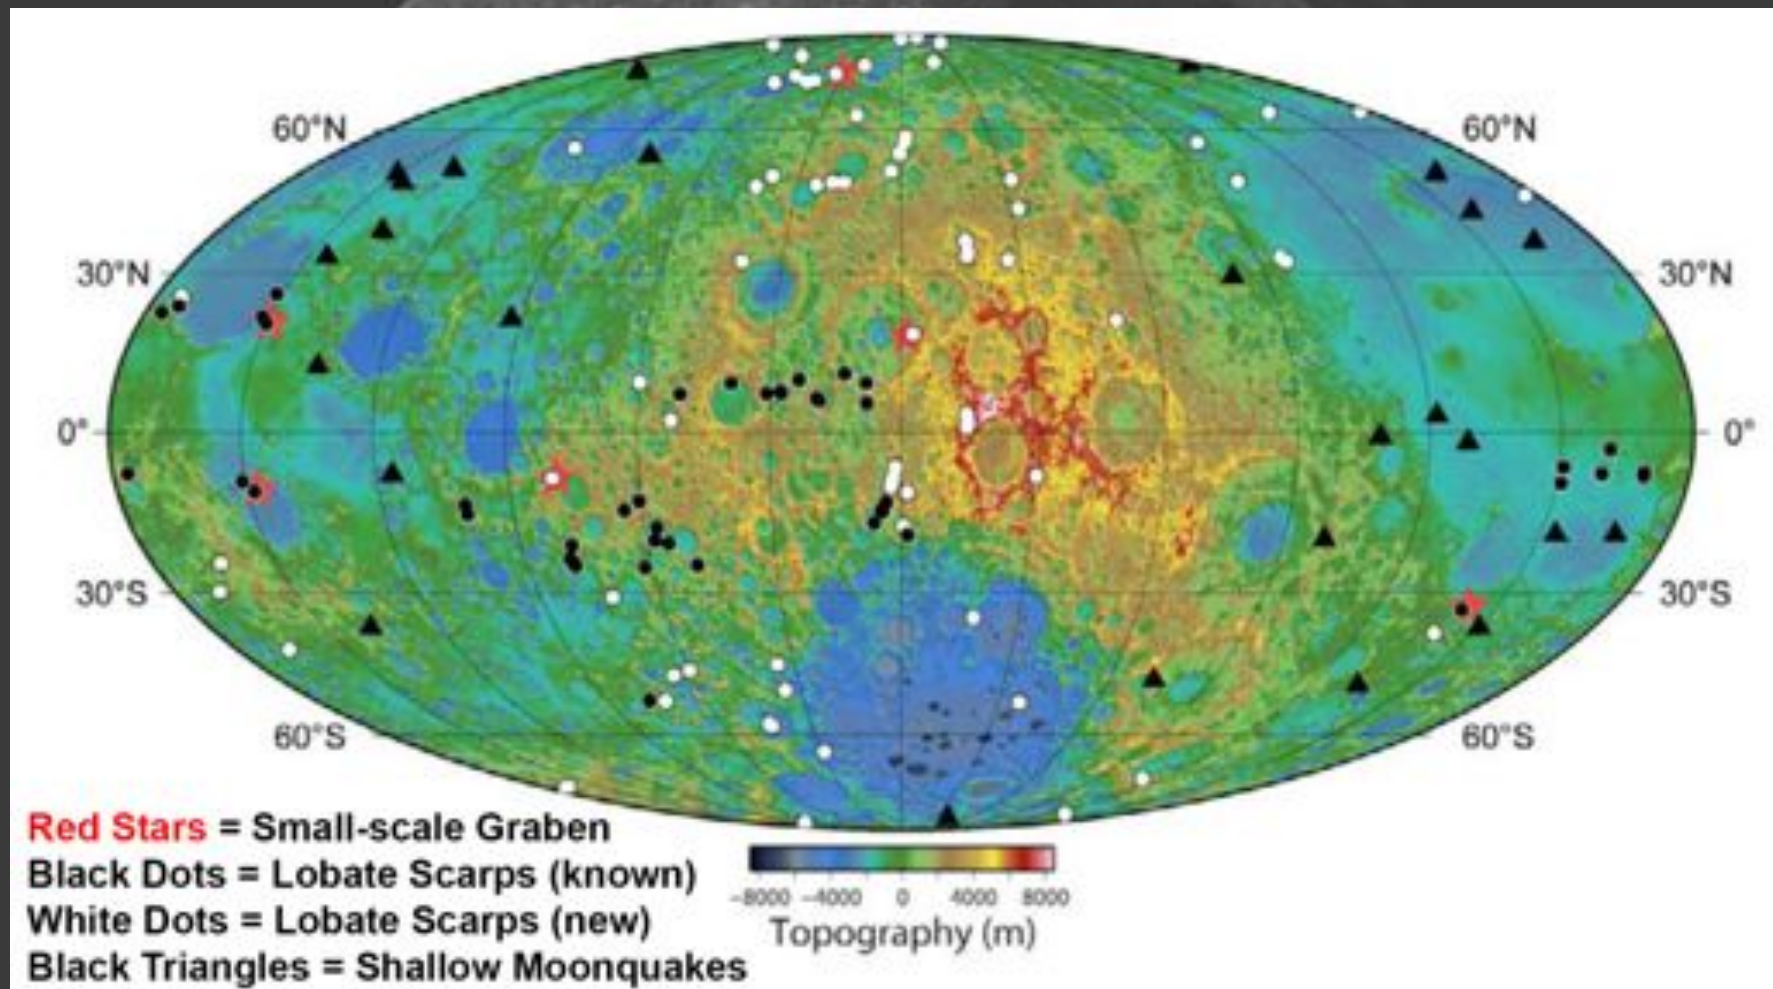 60°N 60°N
30°N 30°N
0° 0°
30°S 30°S
60°S 60°S
Red Stars = Small-scale Graben
Black Dots = Lobate Scarps (known)
White Dots = Lobate Scarps (new)
Black Triangles = Shallow Moonquakes
−8000 −4000 0 4000 8000
Topography (m)